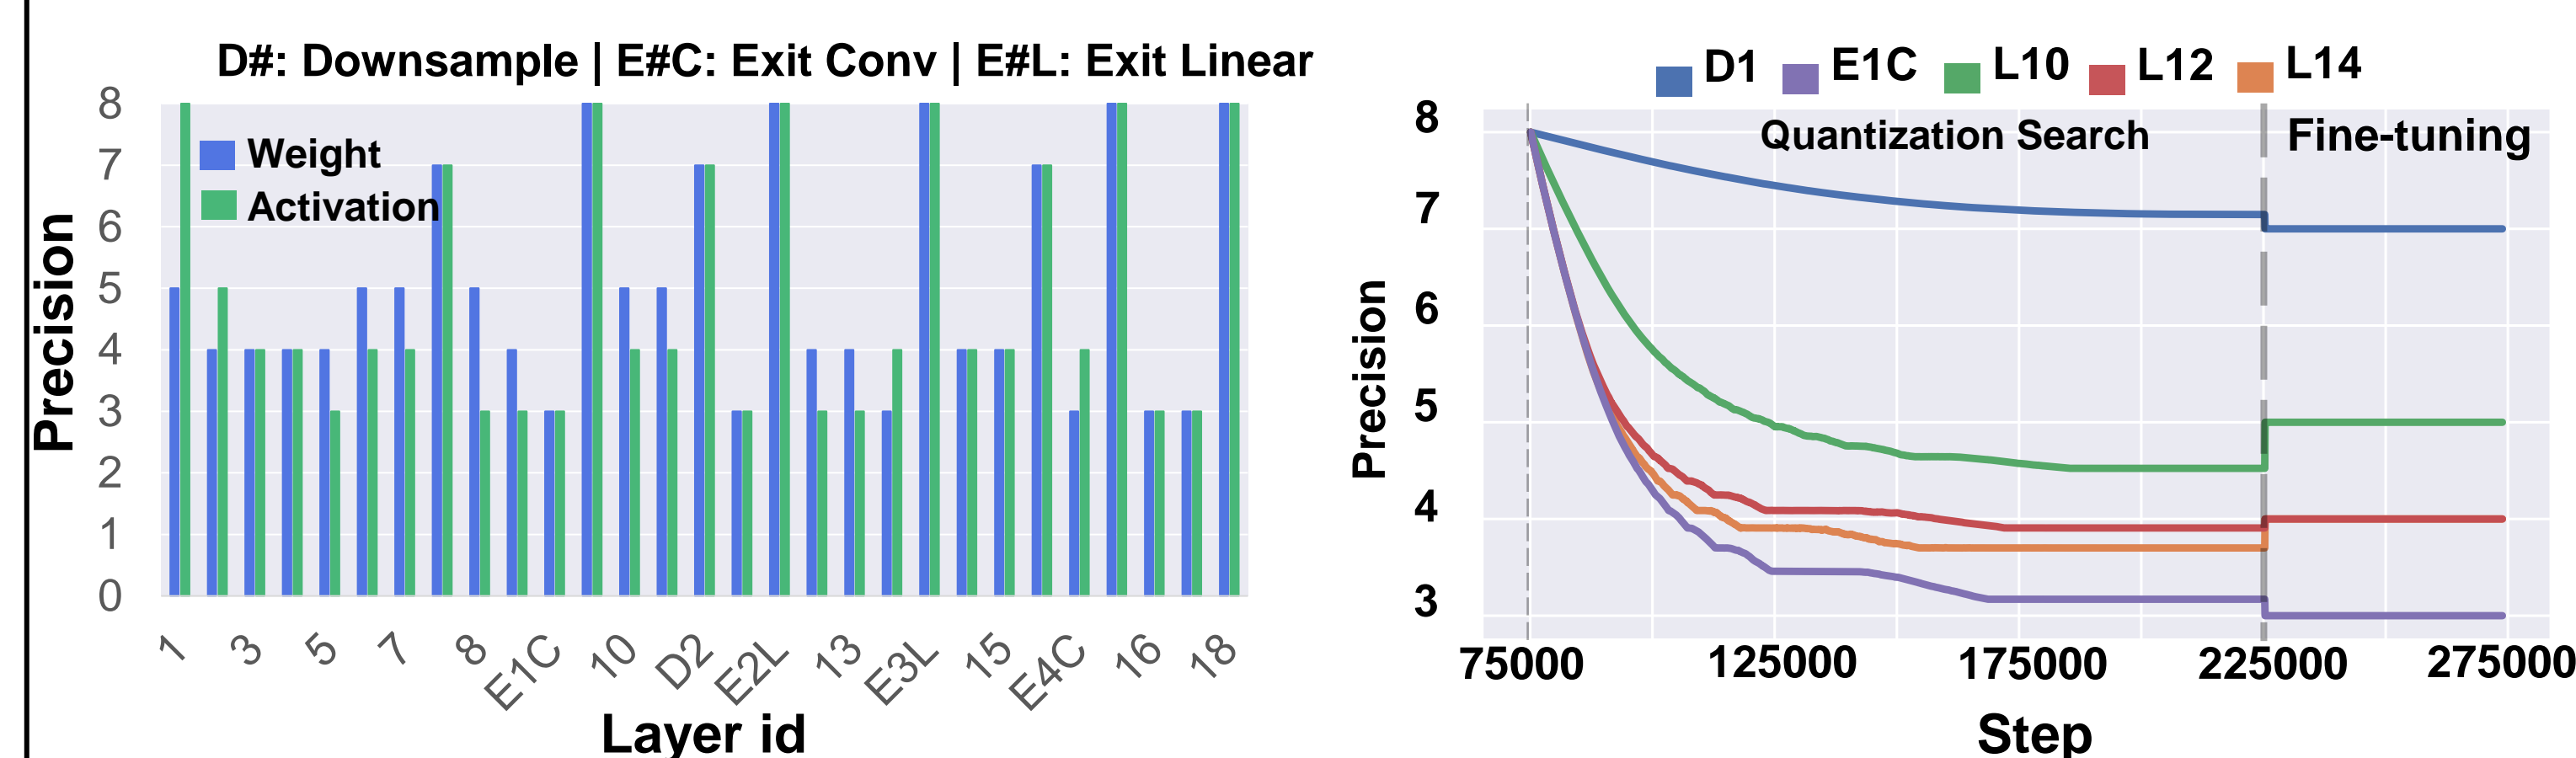 D#: Downsample | E#C: Exit Conv | E#L: Exit Linear
8
7
6
5
4
3
2
1
0
Precision
Weight
Activation
1
3
5
7
8
E1C
10
D2
E2L
13
E3L
15
E4C
16
18
Layer id
D1 E1C L10 L12 L14
Quantization Search Fine-tuning
8
7
6
5
4
3
Precision
75000 125000 175000 225000 275000
Step